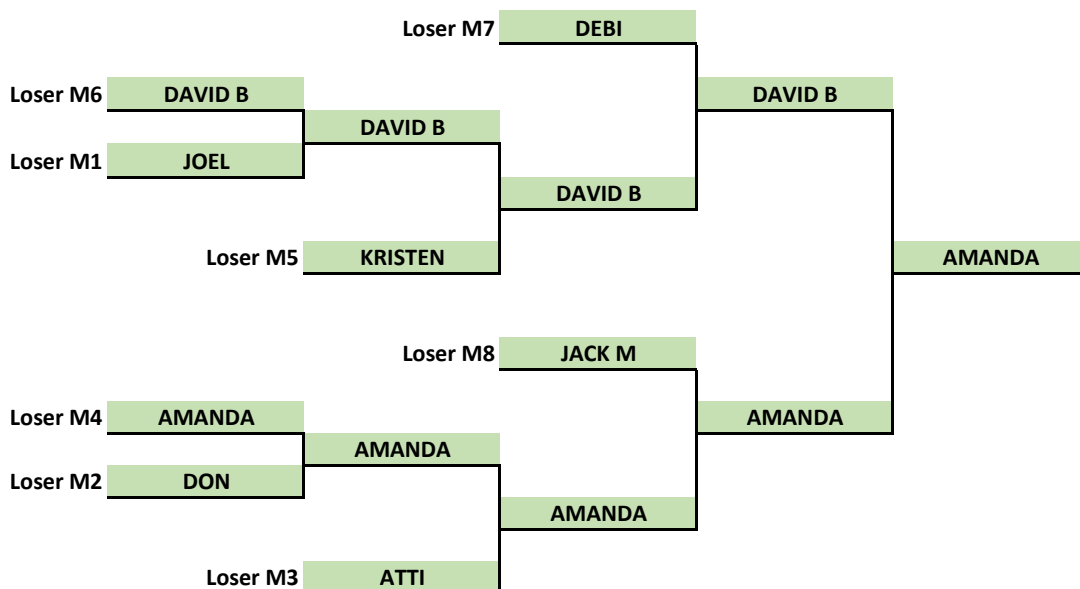 Loser M7 DEBI
Loser M6 DAVID B DAVID B
DAVID B
Loser M1 JOEL
DAVID B
Loser M5 KRISTEN AMANDA
Loser M8 JACK M
Loser M4 AMANDA AMANDA
AMANDA
Loser M2 DON
AMANDA
Loser M3 ATTI